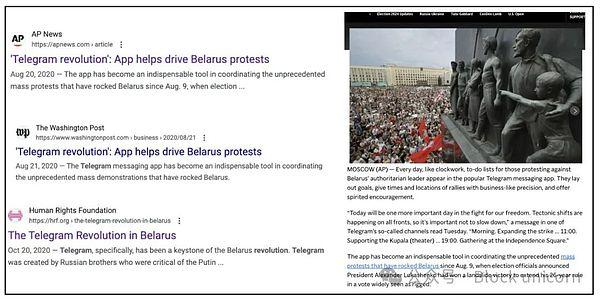 AP News
https://apnews.com › article
'Telegram revolution': App helps drive Belarus protests
Aug 20, 2020 — The app has become an indispensable tool in coordinating the unprecedented
mass protests that have rocked Belarus since Aug. 9, when election ...
The Washington Post
https://www.washingtonpost.com › business › 2020/08/21
'Telegram revolution': App helps drive Belarus protests
Aug 21, 2020 — The Telegram messaging app has become an indispensable tool in coordinating
the unprecedented mass demonstrations that have rocked Belarus.
Human Rights Foundation
https://hrf.org › the-telegram-revolution-in-belarus
The Telegram Revolution in Belarus
Oct 20, 2020 — Telegram, specifically, has been a keystone of the Belarus revolution. Telegram
was created by Russian brothers who were critical of the Putin ...
Election 2024 Updates Russia Ukraine Tulsi Gabbard Caitlin Clark U.S. Open
SUPPORT
MOSCOW (AP) — Every day, like clockwork, to-do lists for those protesting against
Belarus' authoritarian leader appear in the popular Telegram messaging app. They lay
out goals, give times and locations of rallies with business-like precision, and offer
spirited encouragement.
"Today will be one more important day in the fight for our freedom. Tectonic shifts are
happening on all fronts, so it's important not to slow down," a message in one of
Telegram's so-called channels read Tuesday. "Morning. Expanding the strike ... 11:00.
Supporting the Kupala (theater) ... 19:00. Gathering at the Independence Square."
The app has become an indispensable tool in coordinating the unprecedented mass
protests that have rocked Belarus since Aug. 9, when election officials announced
President Alexander Lukashenko had won a landslide victory to extend his 26-year rule
in a vote widely seen as rigged.
公众号 · Block unicorn